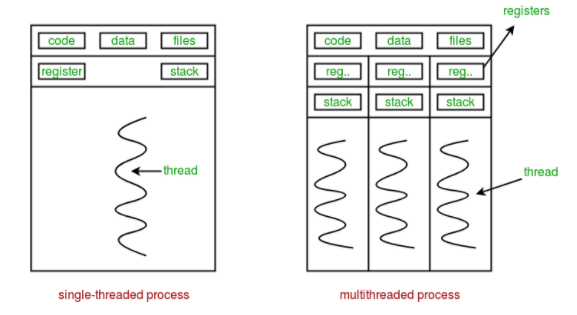 registers
code data files
register stack
thread
single-threaded process
code data files
reg.. reg.. reg..
stack stack stack
thread
multithreaded process